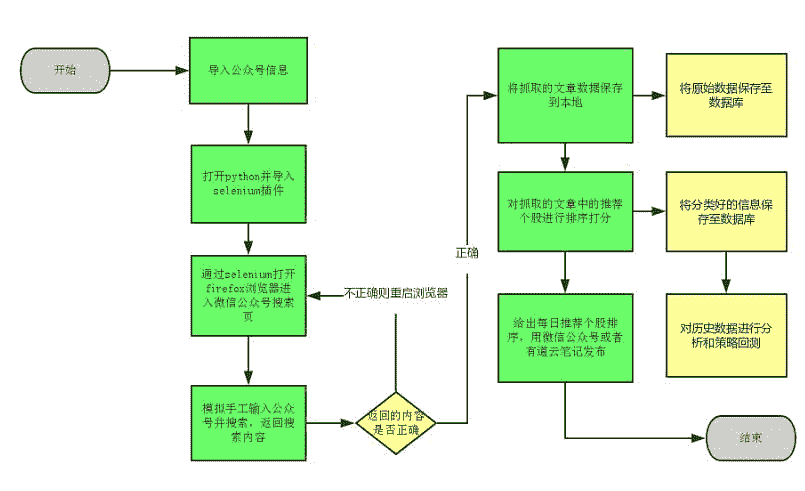 开始
导入公众号信息
打开python并导入
selenium插件
通过selenium打开
firefox浏览器进
入微信公众号搜索
页
不正确则重启浏览器
模拟手工输入公众
号并搜索，返回搜
索内容
返回的内容
是否正确
正确
将抓取的文章数据保存
到本地
将原始数据保存至
数据库
对抓取的文章中的推荐
个股进行排序打分
将分类好的信息保
存至数据库
给出每日推荐个股排
序，用微信公众号或者
有道云笔记发布
对历史数据进行分
析和策略回测
结束